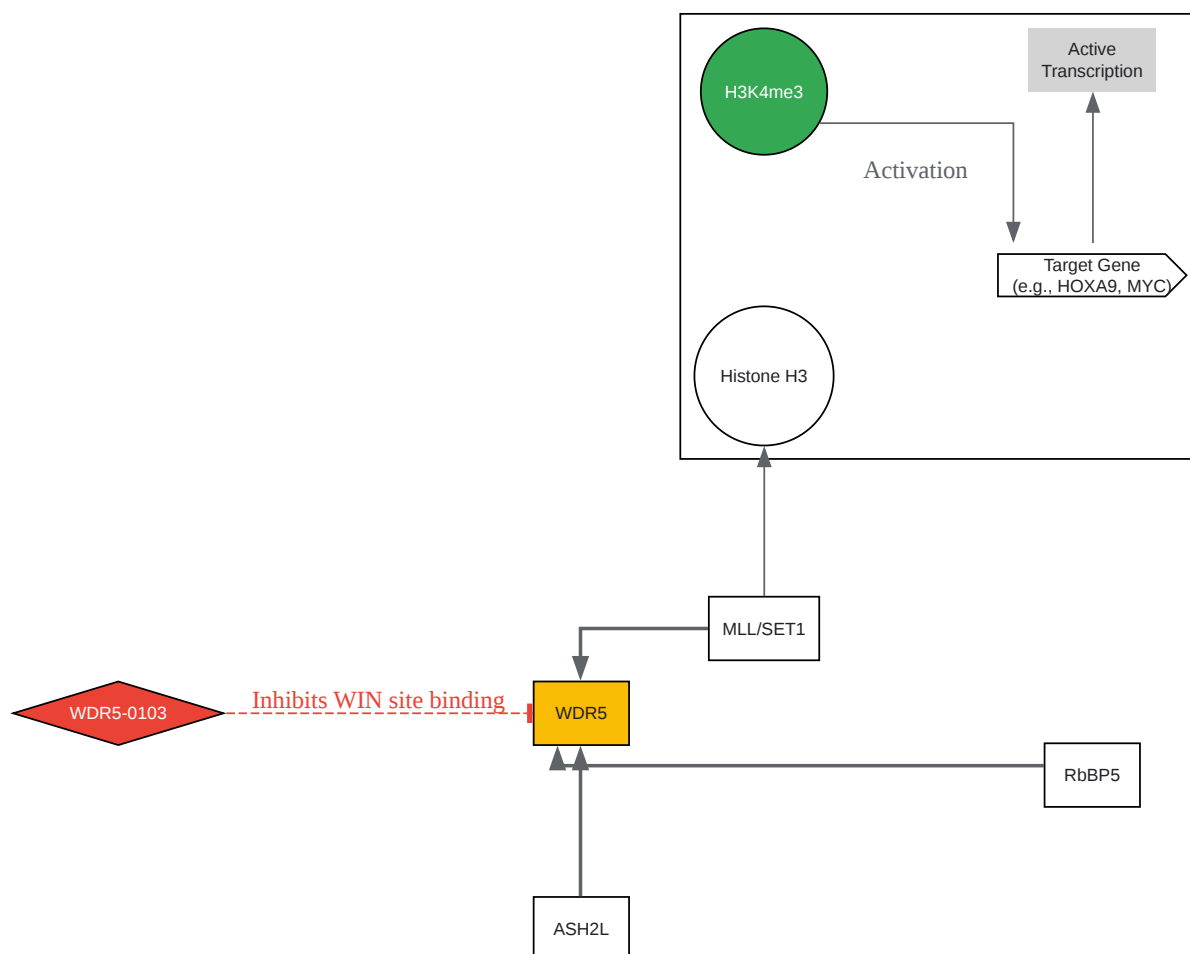 H3K4me3
Active
Transcription
Activation
Target Gene
(e.g., HOXA9, MYC)
Histone H3
MLL/SET1
WDR5-0103
Inhibits WIN site binding
WDR5
RbBP5
ASH2L